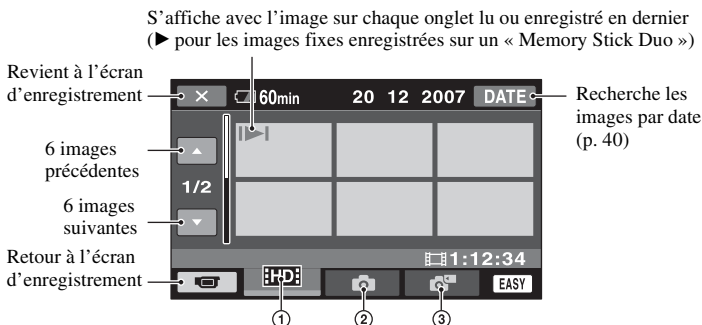 S'affiche avec l'image sur chaque onglet lu ou enregistré en dernier
(▶ pour les images fixes enregistrées sur un « Memory Stick Duo »)
Revient à l'écran
d'enregistrement
60min
20 12 2007
DATE
Recherche les
images par date
(p. 40)
6 images
précédentes
1/2
6 images
suivantes
1:12:34
Retour à l'écran
d'enregistrement
HD
EASY
① ② ③